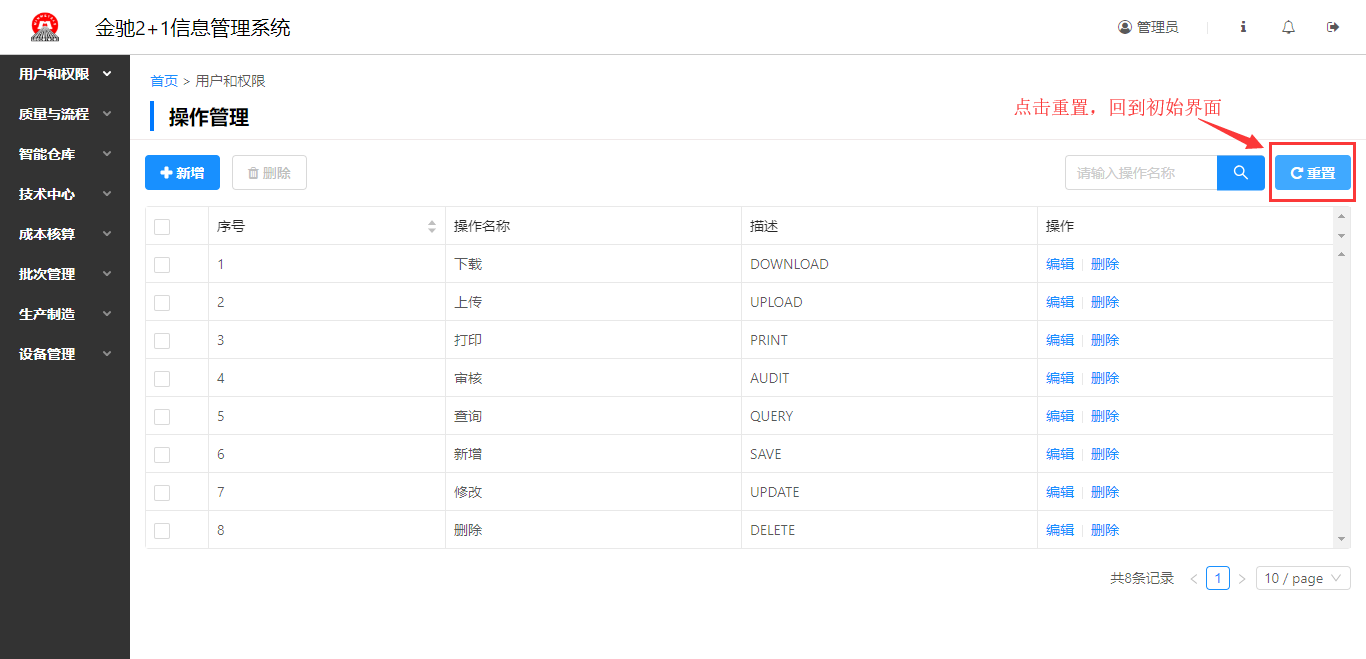 金驰2+1信息管理系统
管理员
用户和权限
质量与流程
智能仓库
技术中心
成本核算
批次管理
生产制造
设备管理
首页 > 用户和权限
操作管理
点击重置，回到初始界面
新增 删除 请输入操作名称 重置
序号 操作名称 描述 操作
1 下载 DOWNLOAD 编辑 删除
2 上传 UPLOAD 编辑 删除
3 打印 PRINT 编辑 删除
4 审核 AUDIT 编辑 删除
5 查询 QUERY 编辑 删除
6 新增 SAVE 编辑 删除
7 修改 UPDATE 编辑 删除
8 删除 DELETE 编辑 删除
共8条记录 < 1 > 10 / page